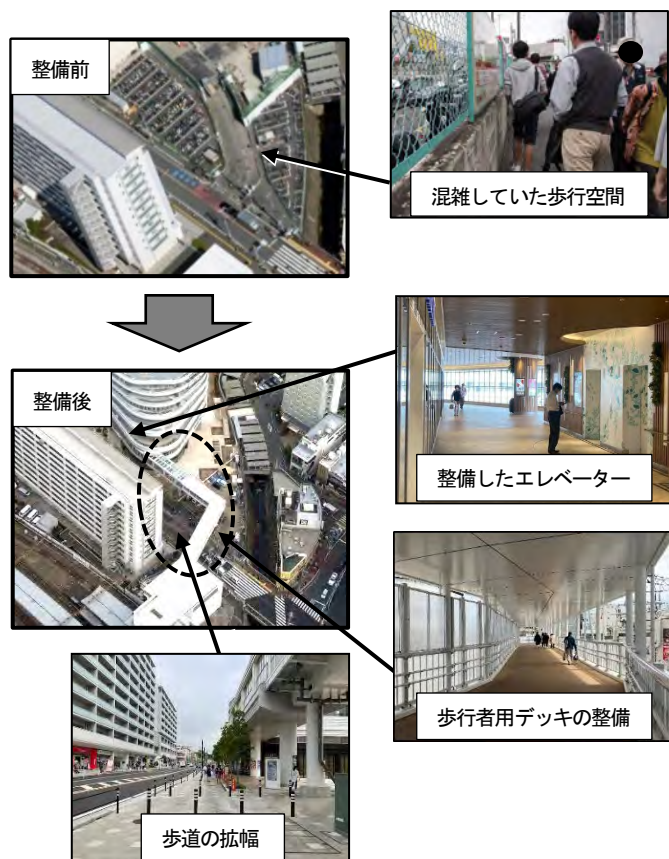 整備前
混雑していた歩行空間
整備後
整備したエレベーター
歩行者用デッキの整備
歩道の拡幅